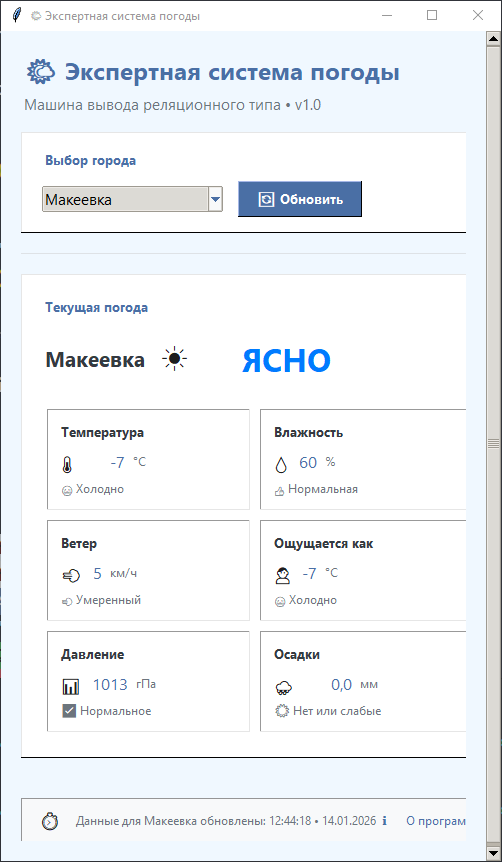 Экспертная система погоды
Экспертная система погоды
Машина вывода реляционного типа • v1.0
Выбор города
Макеевка
Обновить
Текущая погода
Макеевка ЯСНО
Температура
-7 °C
Холодно
Влажность
60 %
Нормальная
Ветер
5 км/ч
Умеренный
Ощущается как
-7 °C
Холодно
Давление
1013 гПа
Нормальное
Осадки
0,0 мм
Нет или слабые
Данные для Макеевка обновлены: 12:44:18 • 14.01.2026 ℹ О програм